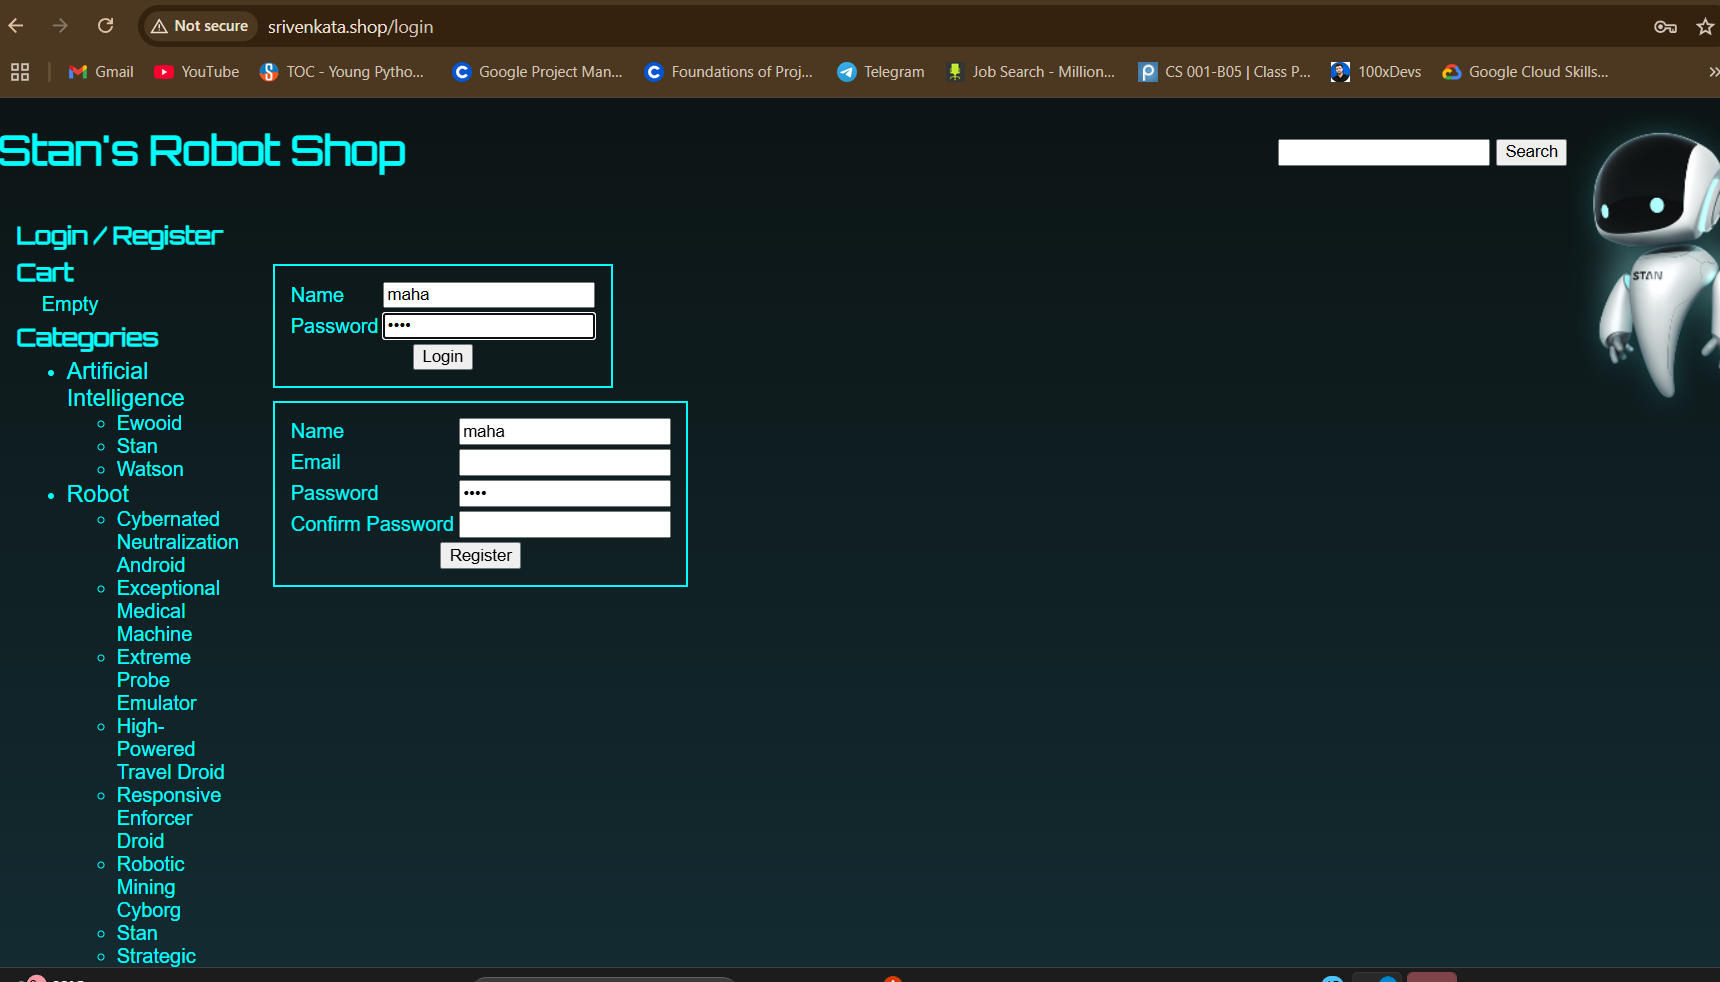 Not secure
srivenkata.shop/login
Gmail
YouTube
TOC - Young Pytho...
Google Project Man...
Foundations of Proj...
Telegram
Job Search - Million...
CS 001-B05 | Class P...
100xDevs
Google Cloud Skills...
Stan's Robot Shop
Search
STAN
Login / Register
Cart
Empty
Categories
Artificial
Intelligence
Ewooid
Stan
Watson
Robot
Cybernated
Neutralization
Android
Exceptional
Medical
Machine
Extreme
Probe
Emulator
High-
Powered
Travel Droid
Responsive
Enforcer
Droid
Robotic
Mining
Cyborg
Stan
Strategic
Name maha
Password ••••
Login
Name maha
Email
Password ••••
Confirm Password
Register